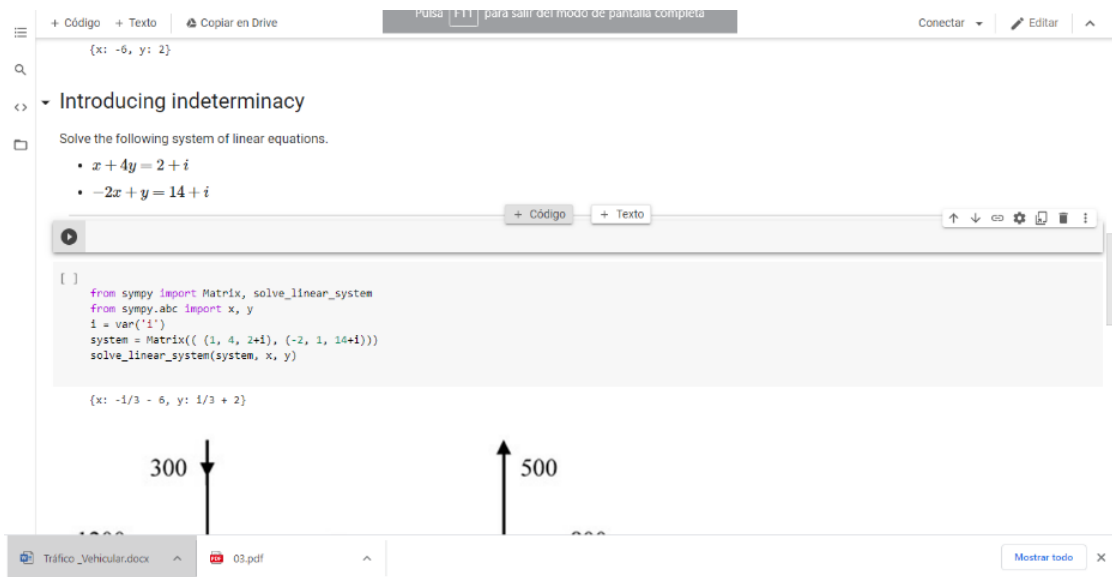 + Código + Texto Copiar en Drive
Pulsa F11 para salir del modo de pantalla completa
Conectar Editar
{x: -6, y: 2}
Introducing indeterminacy
Solve the following system of linear equations.
• x + 4y = 2 + i
• −2x + y = 14 + i
+ Código + Texto
[ ]
from sympy import Matrix, solve_linear_system
from sympy.abc import x, y
i = var('i')
system = Matrix(( (1, 4, 2+i), (-2, 1, 14+i)))
solve_linear_system(system, x, y)
{x: -i/3 - 6, y: i/3 + 2}
300 500
Tráfico _Vehicular.docx 03.pdf Mostrar todo